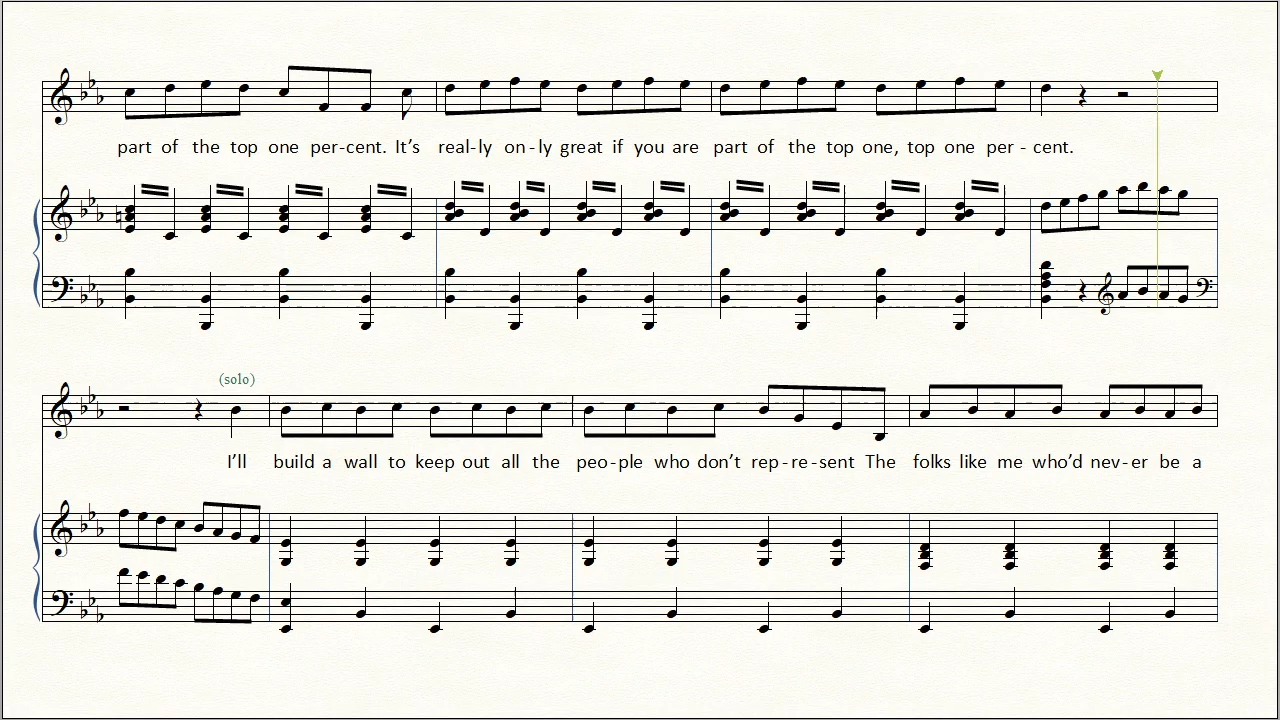 part of the top one per-cent. It's real-ly on-ly great if you are part of the top one, top one per - cent.
(solo)
I'll build a wall to keep out all the peo-ple who don't rep-re-sent The folks like me who'd nev-er be a